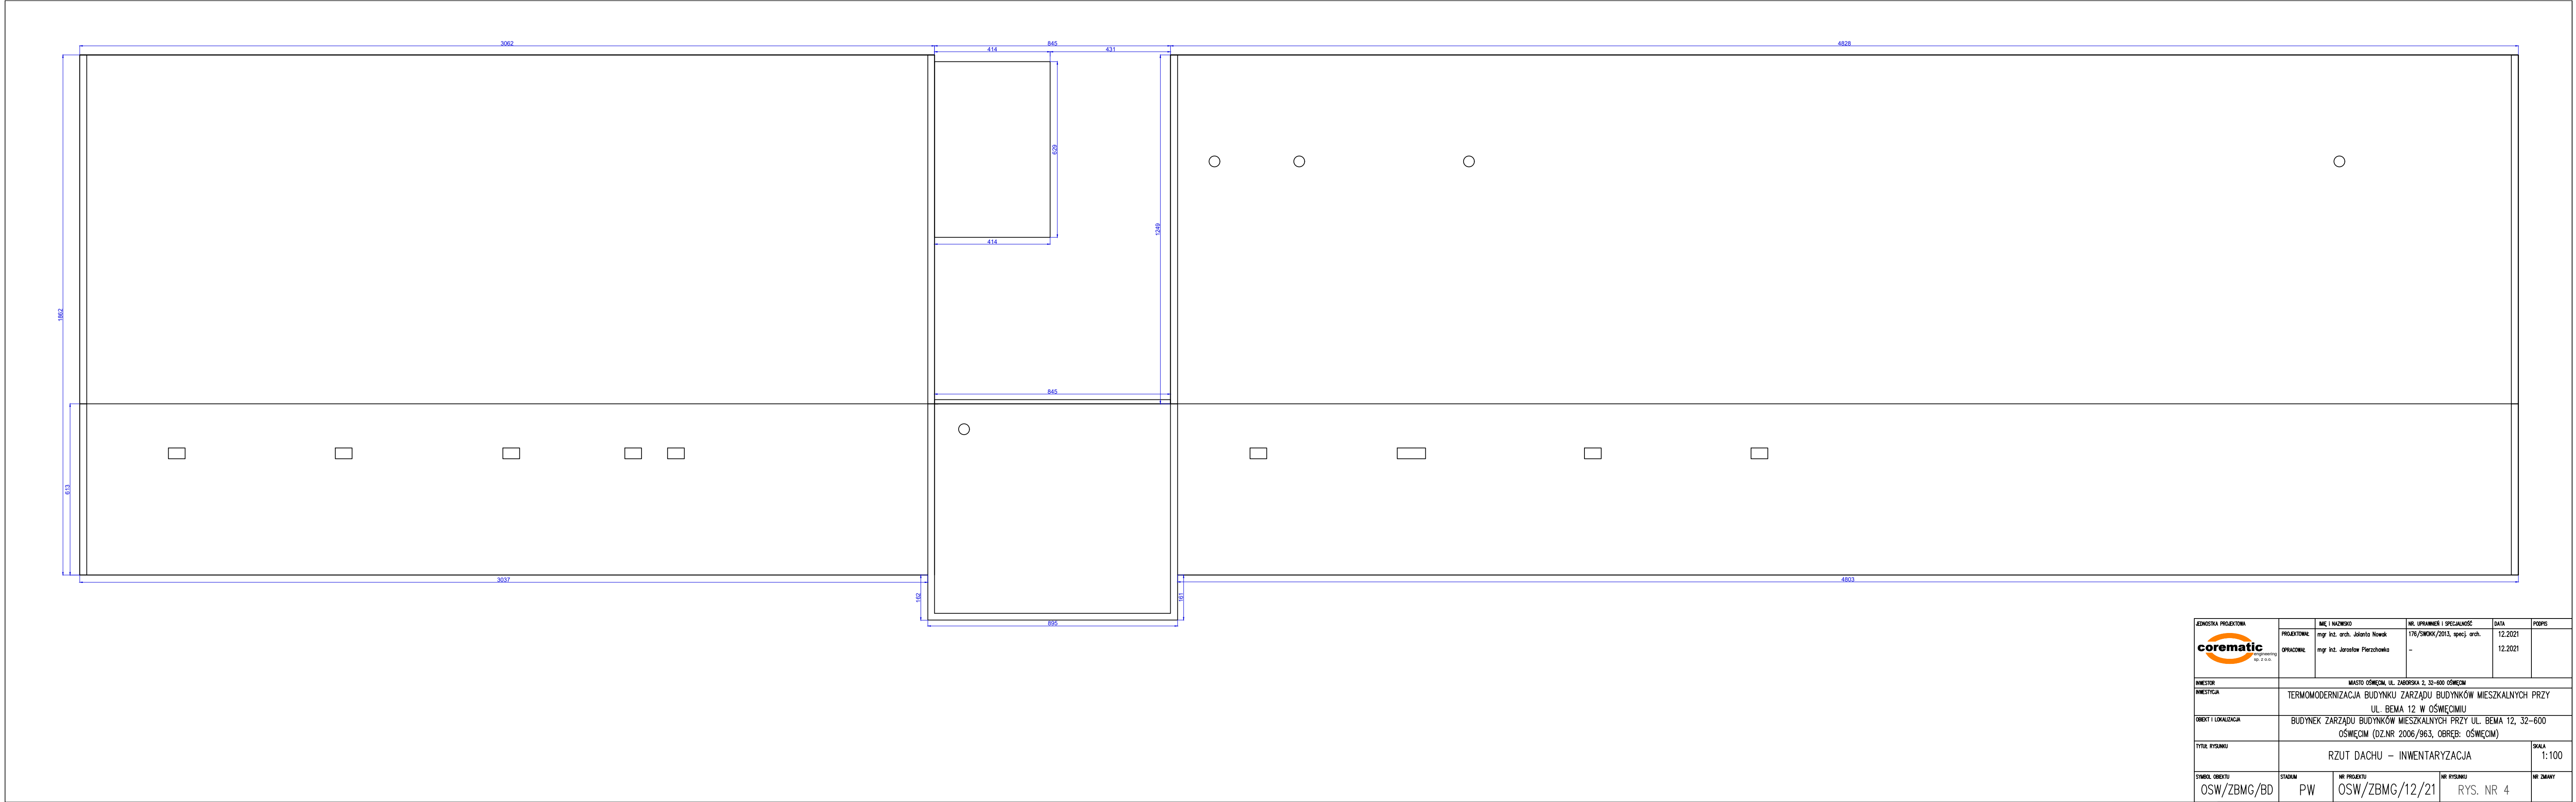 3062
845
4828
414
431
629
414
1249
1862
845
613
3037
4803
162
161
895
JEDNOSTKA PROJEKTOWA
IMIĘ I NAZWISKO
NR. UPRAWNIEŃ I SPECJALNOŚĆ
DATA
PODPIS
corematic
engineering
sp. z o.o.
PROJEKTOWAŁ mgr inż. arch. Jolanta Nowak 176/SWOKK/2013, specj. arch. 12.2021
OPRACOWAŁ mgr inż. Jarosław Pierzchawka – 12.2021
INWESTOR MIASTO OŚWIĘCIM, UL. ZABORSKA 2, 32-600 OŚWIĘCIM
INWESTYCJA
TERMOMODERNIZACJA BUDYNKU ZARZĄDU BUDYNKÓW MIESZKALNYCH PRZY
UL. BEMA 12 W OŚWIĘCIMIU
OBIEKT I LOKALIZACJA
BUDYNEK ZARZĄDU BUDYNKÓW MIESZKALNYCH PRZY UL. BEMA 12, 32-600
OŚWIĘCIM (DZ.NR 2006/963, OBRĘB: OŚWIĘCIM)
TYTUŁ RYSUNKU
RZUT DACHU – INWENTARYZACJA
SKALA
1:100
SYMBOL OBIEKTU
OSW/ZBMG/BD
STADIUM
PW
NR PROJEKTU
OSW/ZBMG/12/21
NR RYSUNKU
RYS. NR 4
NR ZMIANY